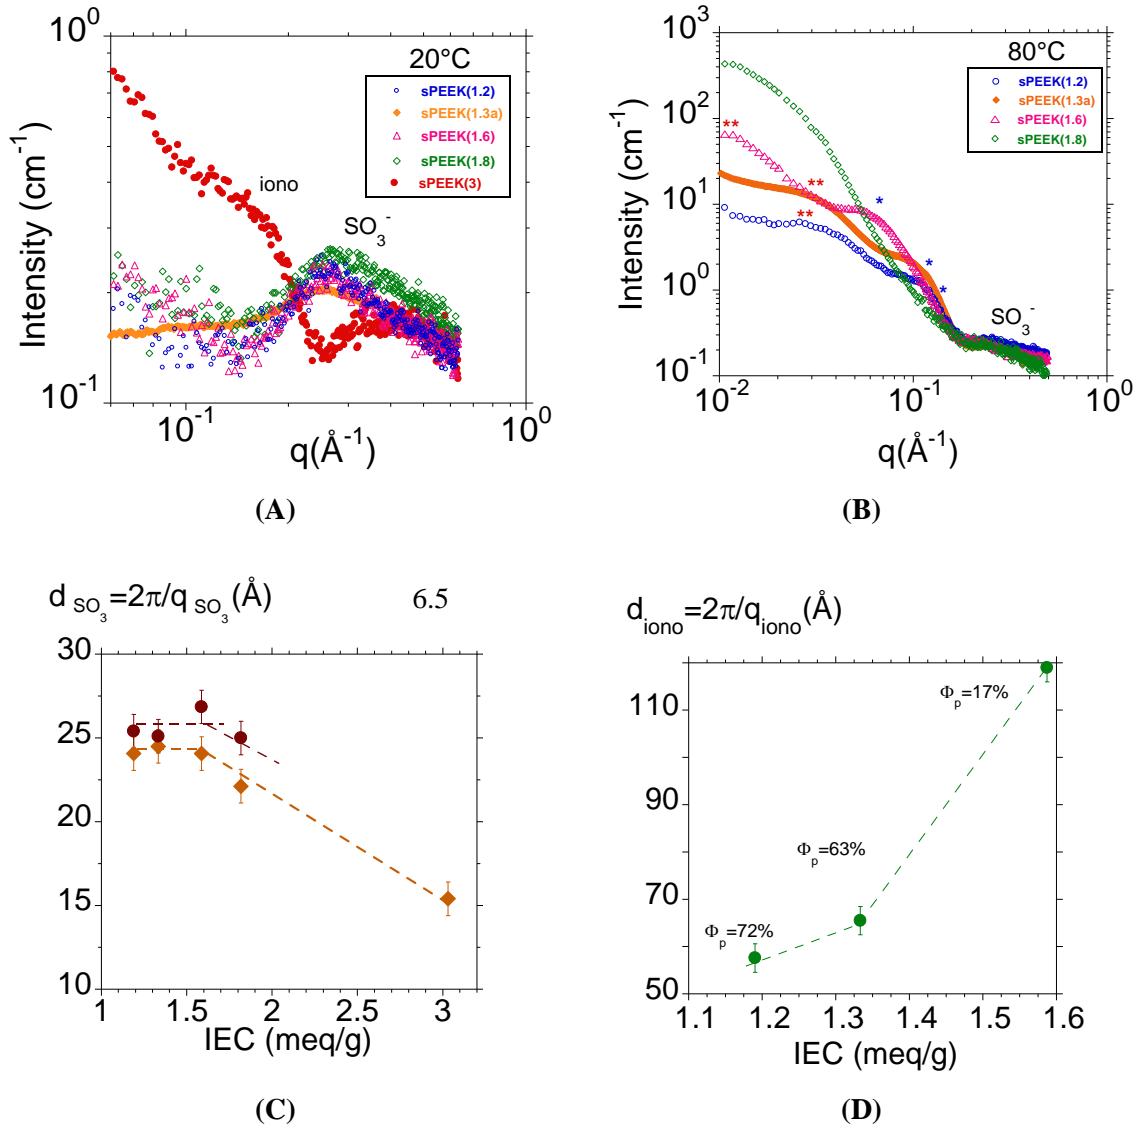 10⁰
20°C
sPEEK(1.2)
sPEEK(1.3a)
sPEEK(1.6)
sPEEK(1.8)
sPEEK(3)
iono
SO₃⁻
Intensity (cm⁻¹)
10⁻¹
10⁻¹ 10⁰
q(Å⁻¹)
(A)
10³
80°C
sPEEK(1.2)
sPEEK(1.3a)
sPEEK(1.6)
sPEEK(1.8)
10²
**
**
*
10¹
**
*
10⁰
*
SO₃⁻
Intensity (cm⁻¹)
10⁻¹
10⁻² 10⁻¹ 10⁰
q(Å⁻¹)
(B)
d SO₃=2π/q SO₃(Å) 6.5
30
25
20
15
10
1 1.5 2 2.5 3
IEC (meq/g)
(C)
d iono=2π/q iono(Å)
110
Φp=17%
90
Φp=63%
70
Φp=72%
50
1.1 1.2 1.3 1.4 1.5 1.6
IEC (meq/g)
(D)